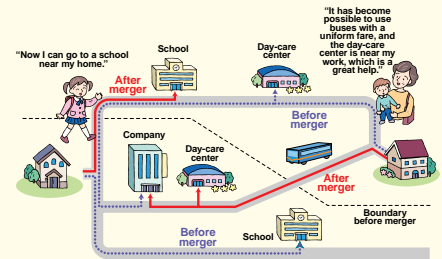 "Now I can go to a school
near my home."
School
Day-care
center
"It has become
possible to use
buses with a
uniform fare, and
the day-care
center is near my
work, which is a
great help."
After
merger
Before
merger
Company
Day-care
center
After
merger
Boundary
before merger
Before
merger
School